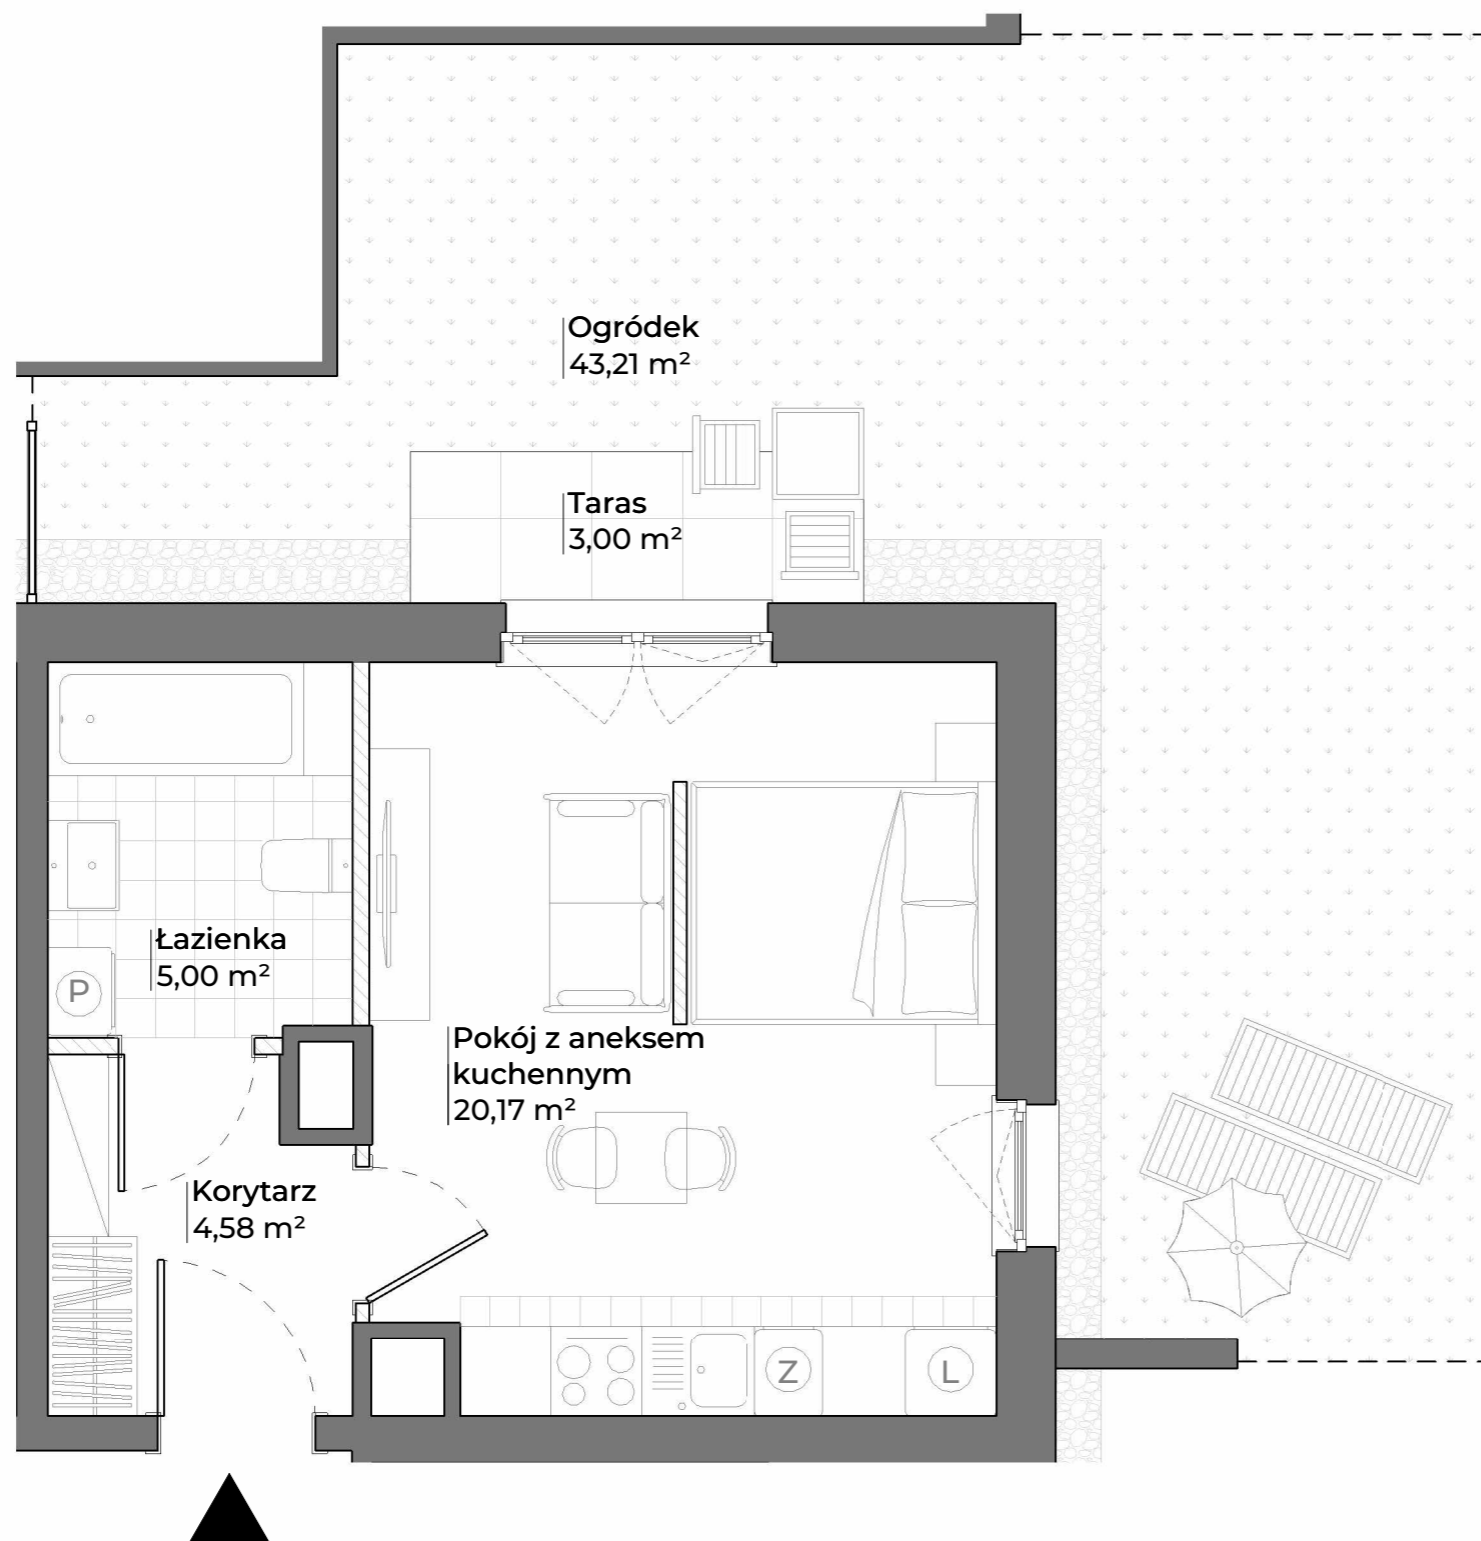 Ogródek
43,21 m²
Taras
3,00 m²
Łazienka
5,00 m²
P
Pokój z aneksem
kuchennym
20,17 m²
Korytarz
4,58 m²
Z
L